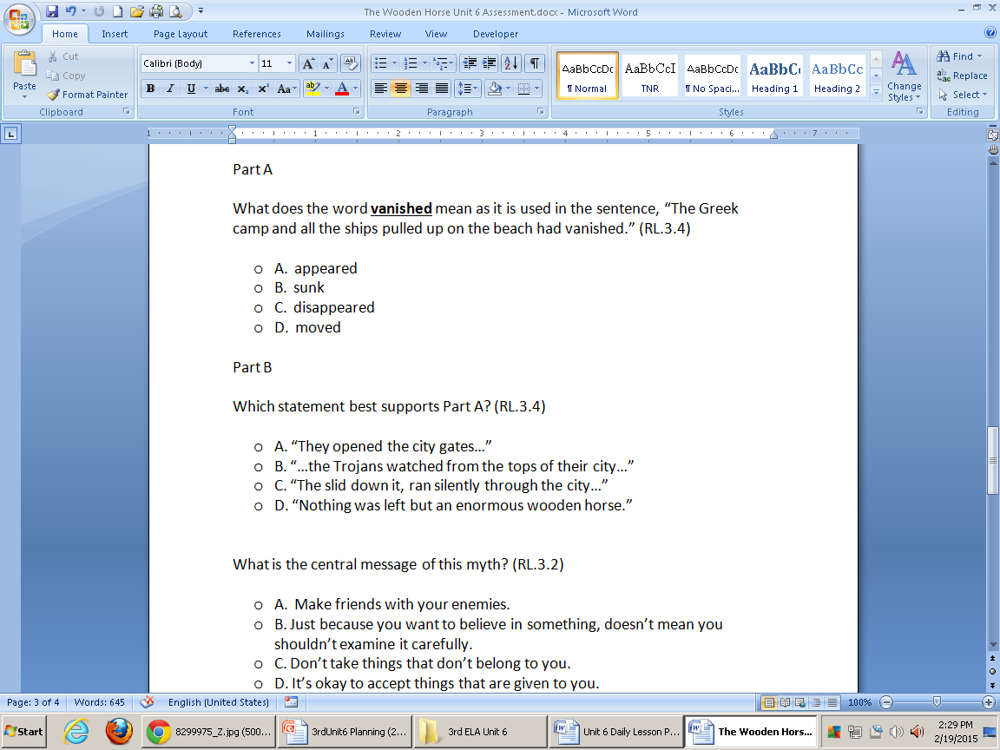 The Wooden Horse Unit 6 Assessment.docx - Microsoft Word
Home Insert Page Layout References Mailings Review View Developer
Cut
Copy
Format Painter
Paste
Clipboard
Calibri (Body) 11
Font
Paragraph
AaBbCcDc AaBbCcI AaBbCcDc AaBbC AaBbCc
¶ Normal TNR ¶ No Spaci... Heading 1 Heading 2
Change
Styles
Styles
Find
Replace
Select
Editing
1 1 2 3 4 5 6 7
Part A
What does the word vanished mean as it is used in the sentence, “The Greek
camp and all the ships pulled up on the beach had vanished.” (RL.3.4)
o A. appeared
o B. sunk
o C. disappeared
o D. moved
Part B
Which statement best supports Part A? (RL.3.4)
o A. “They opened the city gates…”
o B. “…the Trojans watched from the tops of their city…”
o C. “The slid down it, ran silently through the city…”
o D. “Nothing was left but an enormous wooden horse.”
What is the central message of this myth? (RL.3.2)
o A. Make friends with your enemies.
o B. Just because you want to believe in something, doesn’t mean you
shouldn’t examine it carefully.
o C. Don’t take things that don’t belong to you.
o D. It’s okay to accept things that are given to you.
Page: 3 of 4 Words: 645 English (United States) 100%
Start 8299975_Z.jpg (500... 3rdUnit6 Planning (2... 3rd ELA Unit 6 Unit 6 Daily Lesson P... The Wooden Hors... 2:29 PM
2/19/2015